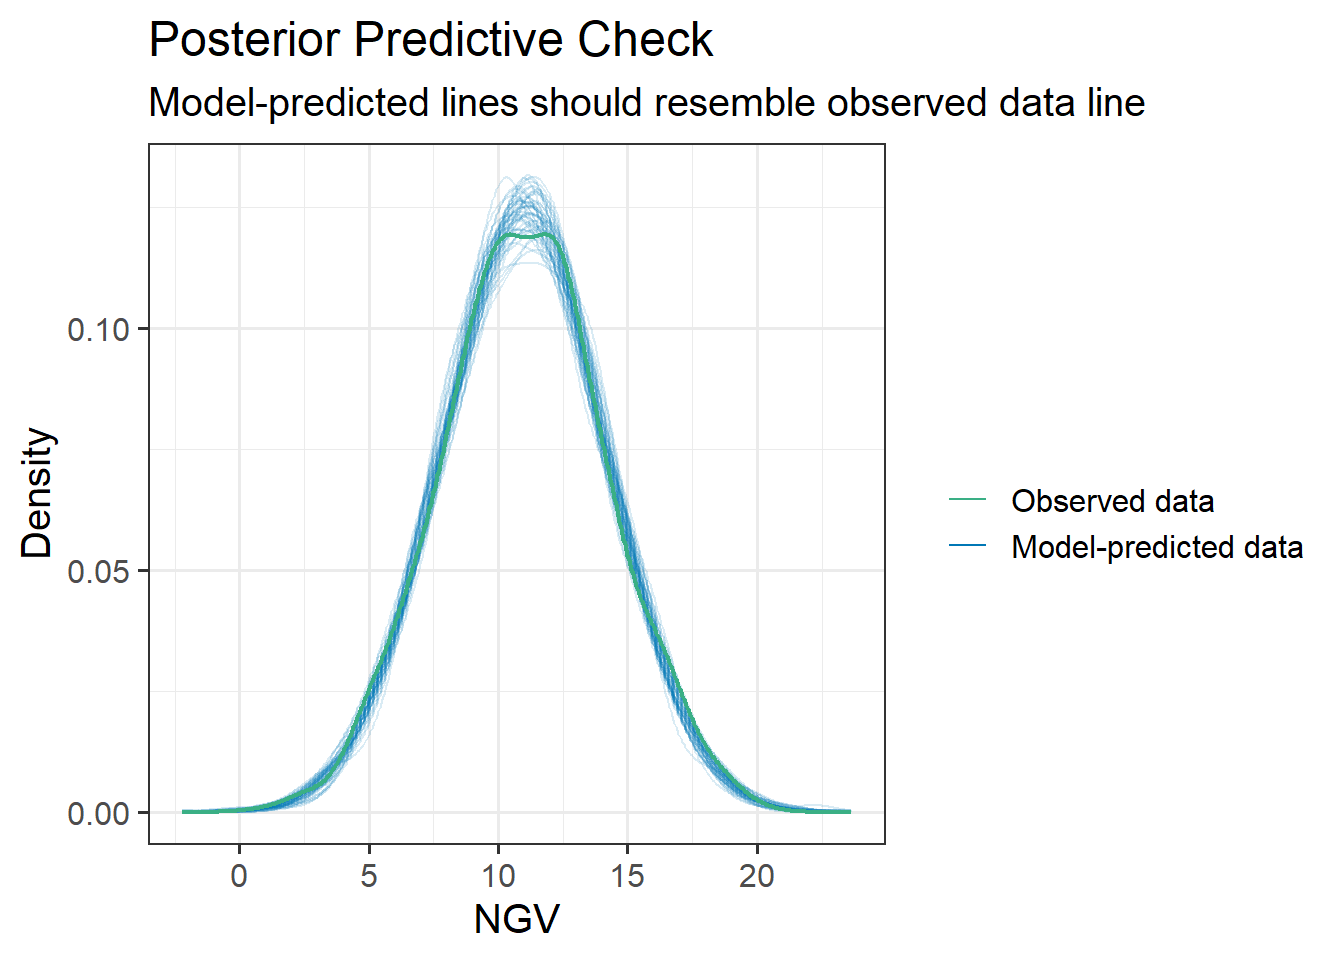 Posterior Predictive Check
Model-predicted lines should resemble observed data line
Density
0.10
0.05
0.00
0 5 10 15 20
NGV
Observed data
Model-predicted data